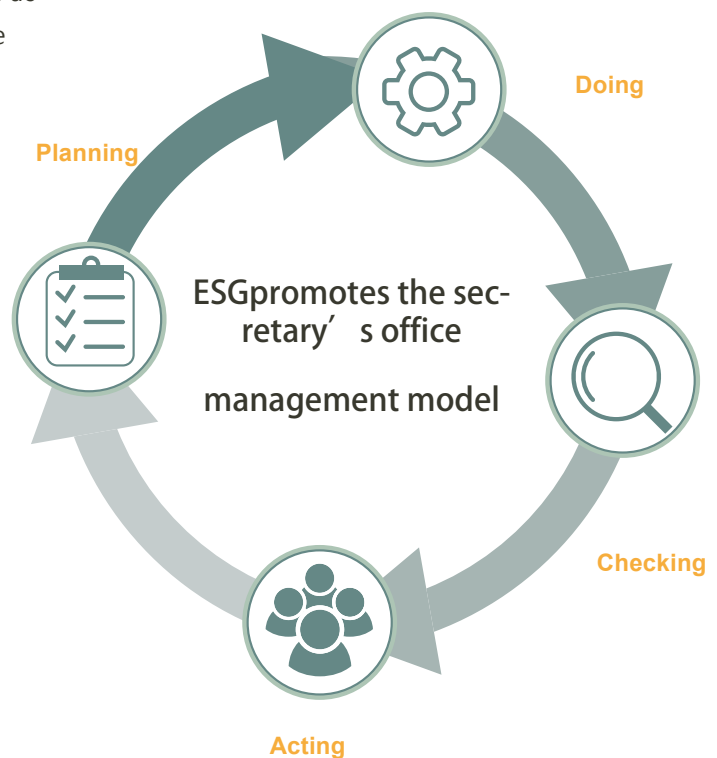 e
Doing
Planning
ESGpromotes the sec-
retary′ s office
management model
Checking
Acting